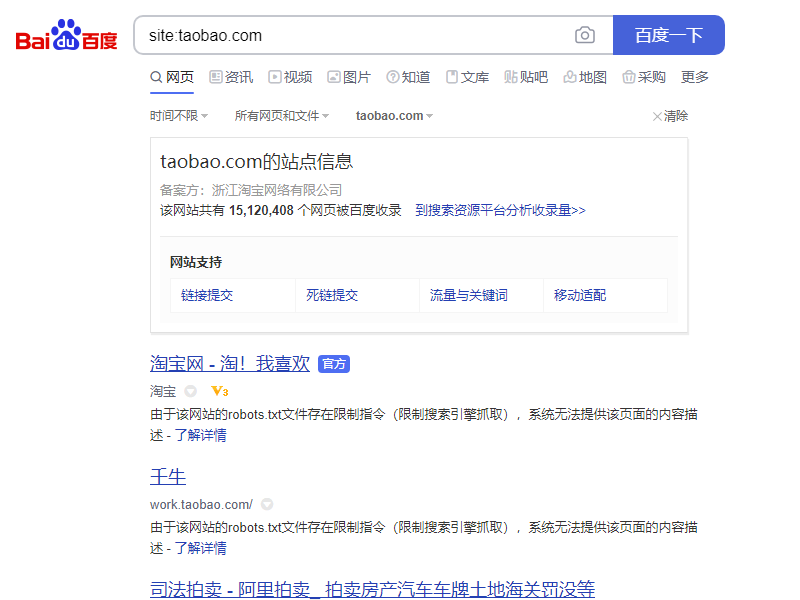 Bai du 百度 site:taobao.com 百度一下
网页 资讯 视频 图片 知道 文库 贴吧 地图 采购 更多
时间不限 所有网页和文件 taobao.com 清除
taobao.com的站点信息
备案方：浙江淘宝网络有限公司
该网站共有 15,120,408 个网页被百度收录 到搜索资源平台分析收录量>>
网站支持
链接提交 死链提交 流量与关键词 移动适配
淘宝网 - 淘！我喜欢 官方
淘宝 V3
由于该网站的robots.txt文件存在限制指令（限制搜索引擎抓取），系统无法提供该页面的内容描
述 - 了解详情
千牛
work.taobao.com/
由于该网站的robots.txt文件存在限制指令（限制搜索引擎抓取），系统无法提供该页面的内容描
述 - 了解详情
司法拍卖 - 阿里拍卖_ 拍卖房产汽车车牌土地海关罚没等